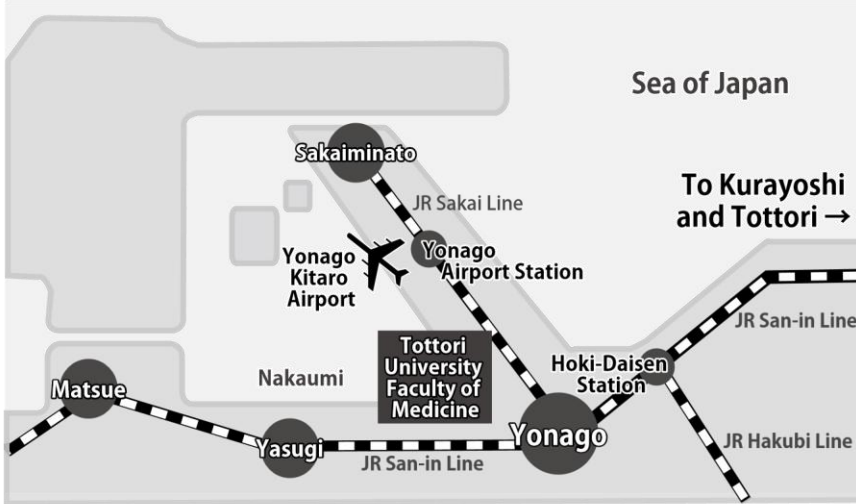 Sea of Japan
Sakaiminato
To Kurayoshi
and Tottori →
JR Sakai Line
Yonago
Kitaro
Airport
Yonago
Airport Station
JR San-in Line
Tottori
University
Faculty of
Medicine
Hoki-Daisen
Station
Matsue
Nakaumi
Yasugi
JR San-in Line
Yonago
JR Hakubi Line